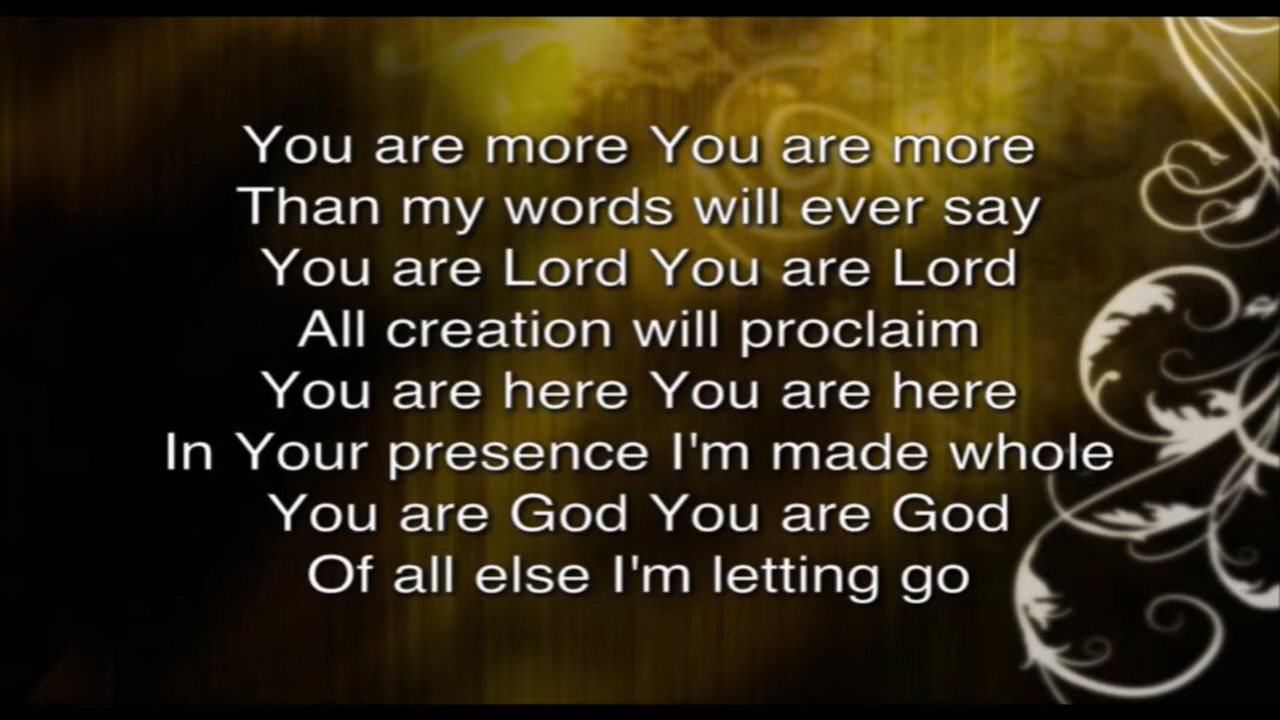 You are more You are more
Than my words will ever say
You are Lord You are Lord
All creation will proclaim
You are here You are here
In Your presence I'm made whole
You are God You are God
Of all else I'm letting go